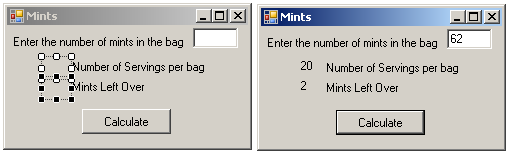 Mints
Enter the number of mints in the bag
Number of Servings per bag
Mints Left Over
Calculate
Mints
Enter the number of mints in the bag 62
20 Number of Servings per bag
2 Mints Left Over
Calculate